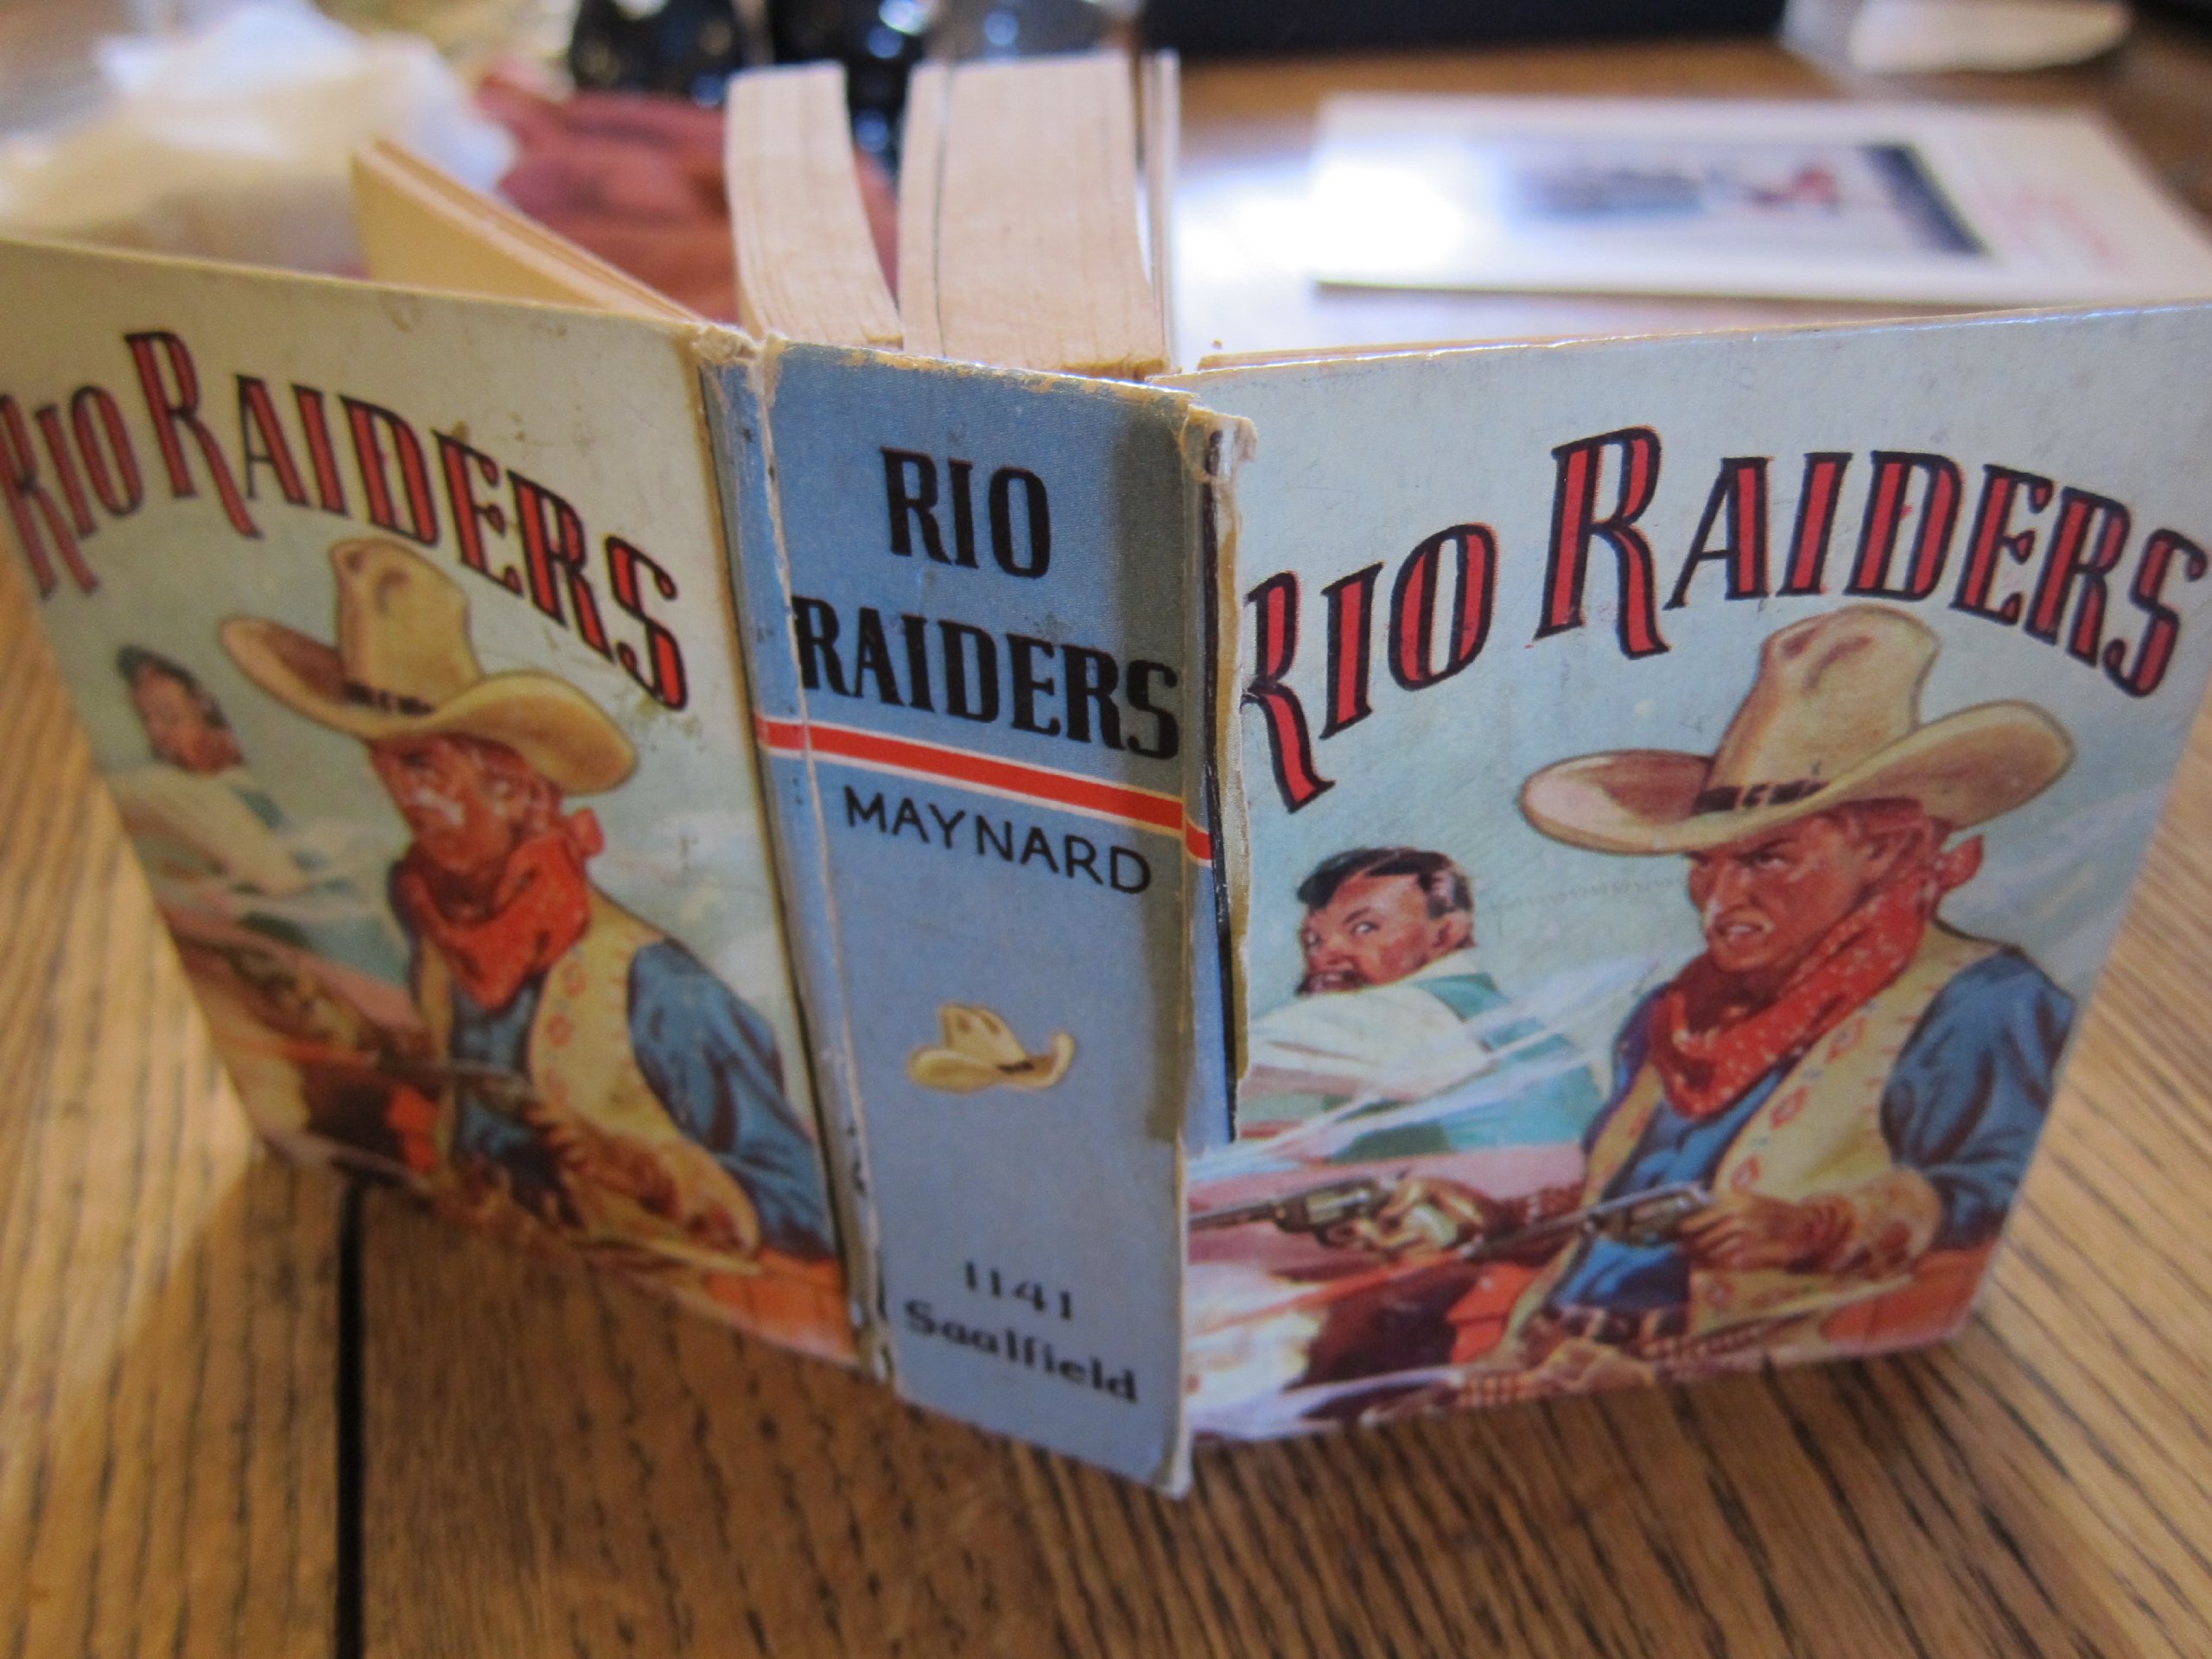 RIO RAIDERS
RIO
RAIDERS
MAYNARD
1141
Saalfield
RIO RAIDERS